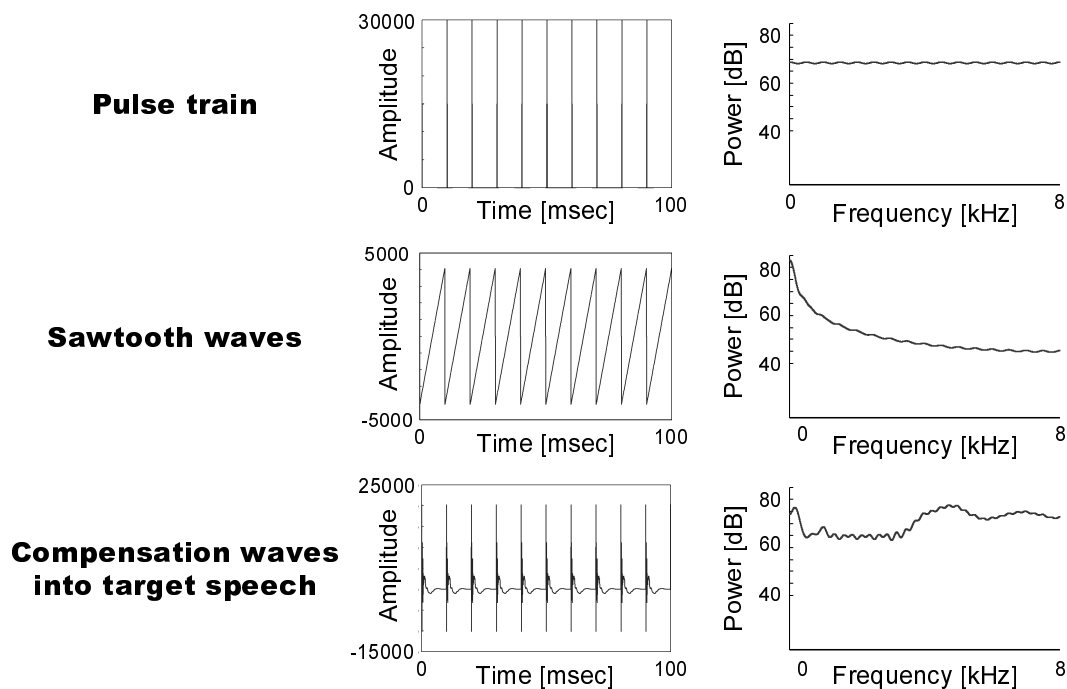 Pulse train
30000
0
Amplitude
0
100
Time [msec]
80
60
40
Power [dB]
0
8
Frequency [kHz]
Sawtooth waves
5000
-5000
Amplitude
0
100
Time [msec]
80
60
40
Power [dB]
0
8
Frequency [kHz]
Compensation waves
into target speech
25000
-15000
Amplitude
0
100
Time [msec]
80
60
40
Power [dB]
0
8
Frequency [kHz]